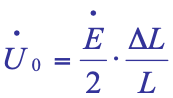 U̇₀ = Ė/2 · ΔL/L